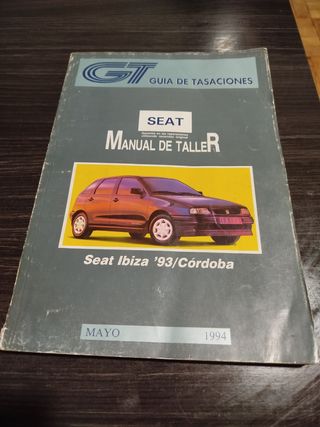 GT GUIA DE TASACIONES
SEAT
MANUAL DE TALLER
Seat Ibiza '93/Córdoba
MAYO 1994